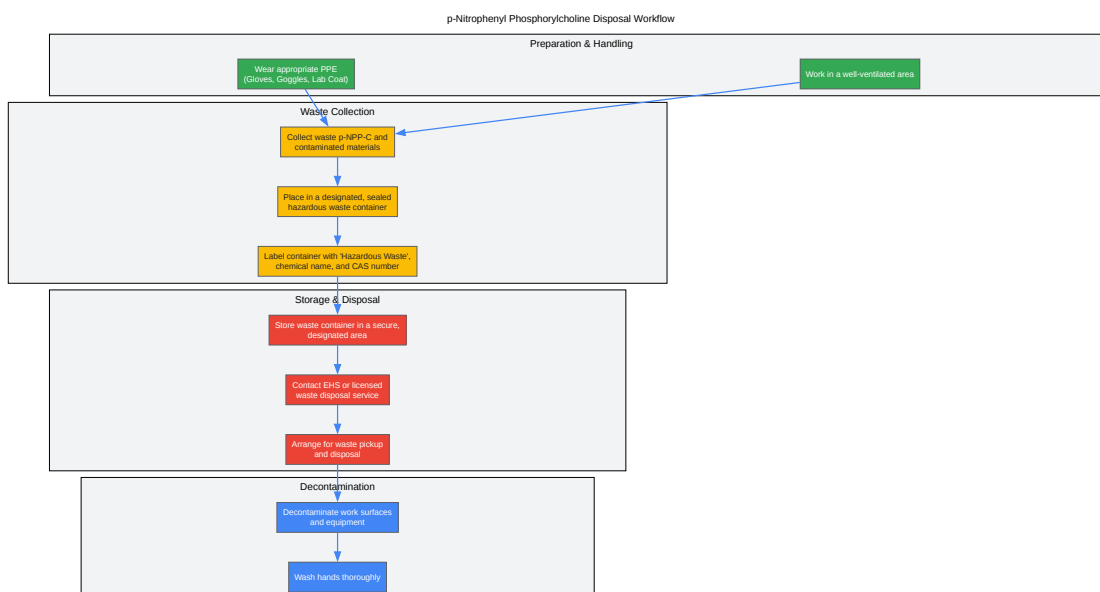 p-Nitrophenyl Phosphorylcholine Disposal Workflow
Preparation & Handling
Wear appropriate PPE
(Gloves, Goggles, Lab Coat)
Work in a well-ventilated area
Waste Collection
Collect waste p-NPP-C and
contaminated materials
Place in a designated, sealed
hazardous waste container
Label container with 'Hazardous Waste',
chemical name, and CAS number
Storage & Disposal
Store waste container in a secure,
designated area
Contact EHS or licensed
waste disposal service
Arrange for waste pickup
and disposal
Decontamination
Decontaminate work surfaces
and equipment
Wash hands thoroughly